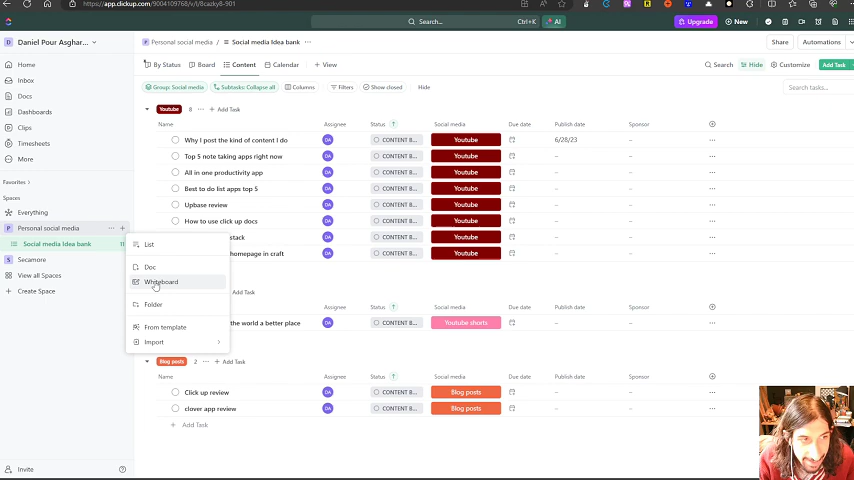 https://app.clickup.com/9004109768/v/l/8cazky8-901
Search... Ctrl+K AI Upgrade New
Daniel Pour Asghar... Personal social media / Social media Idea bank Share Automations
By Status Board Content Calendar + View Search Hide Customize Add Task
Group: Social media Subtasks: Collapse all Columns Filters Show closed Hide Search tasks...
Home
Inbox
Docs
Dashboards
Clips
Timesheets
More
Favorites
Spaces
Everything
Personal social media
Social media Idea bank 11
Secamore
View all Spaces
Create Space
Invite
List
Doc
Whiteboard
Folder
From template
Import
Youtube 8 Add Task
Name Assignee Status Social media Due date Publish date Sponsor
Why I post the kind of content I do DA CONTENT B... Youtube 6/28/23 –
Top 5 note taking apps right now DA CONTENT B... Youtube – –
All in one productivity app DA CONTENT B... Youtube – –
Best to do list apps top 5 DA CONTENT B... Youtube – –
Upbase review DA CONTENT B... Youtube – –
How to use click up docs DA CONTENT B... Youtube – –
stack DA CONTENT B... Youtube – –
homepage in craft DA CONTENT B... Youtube – –
Add Task
Assignee Status Social media Due date Publish date Sponsor
the world a better place DA CONTENT B... Youtube shorts – –
Blog posts 2 Add Task
Name Assignee Status Social media Due date Publish date Sponsor
Click up review DA CONTENT B... Blog posts – –
clover app review DA CONTENT B... Blog posts – –
Add Task